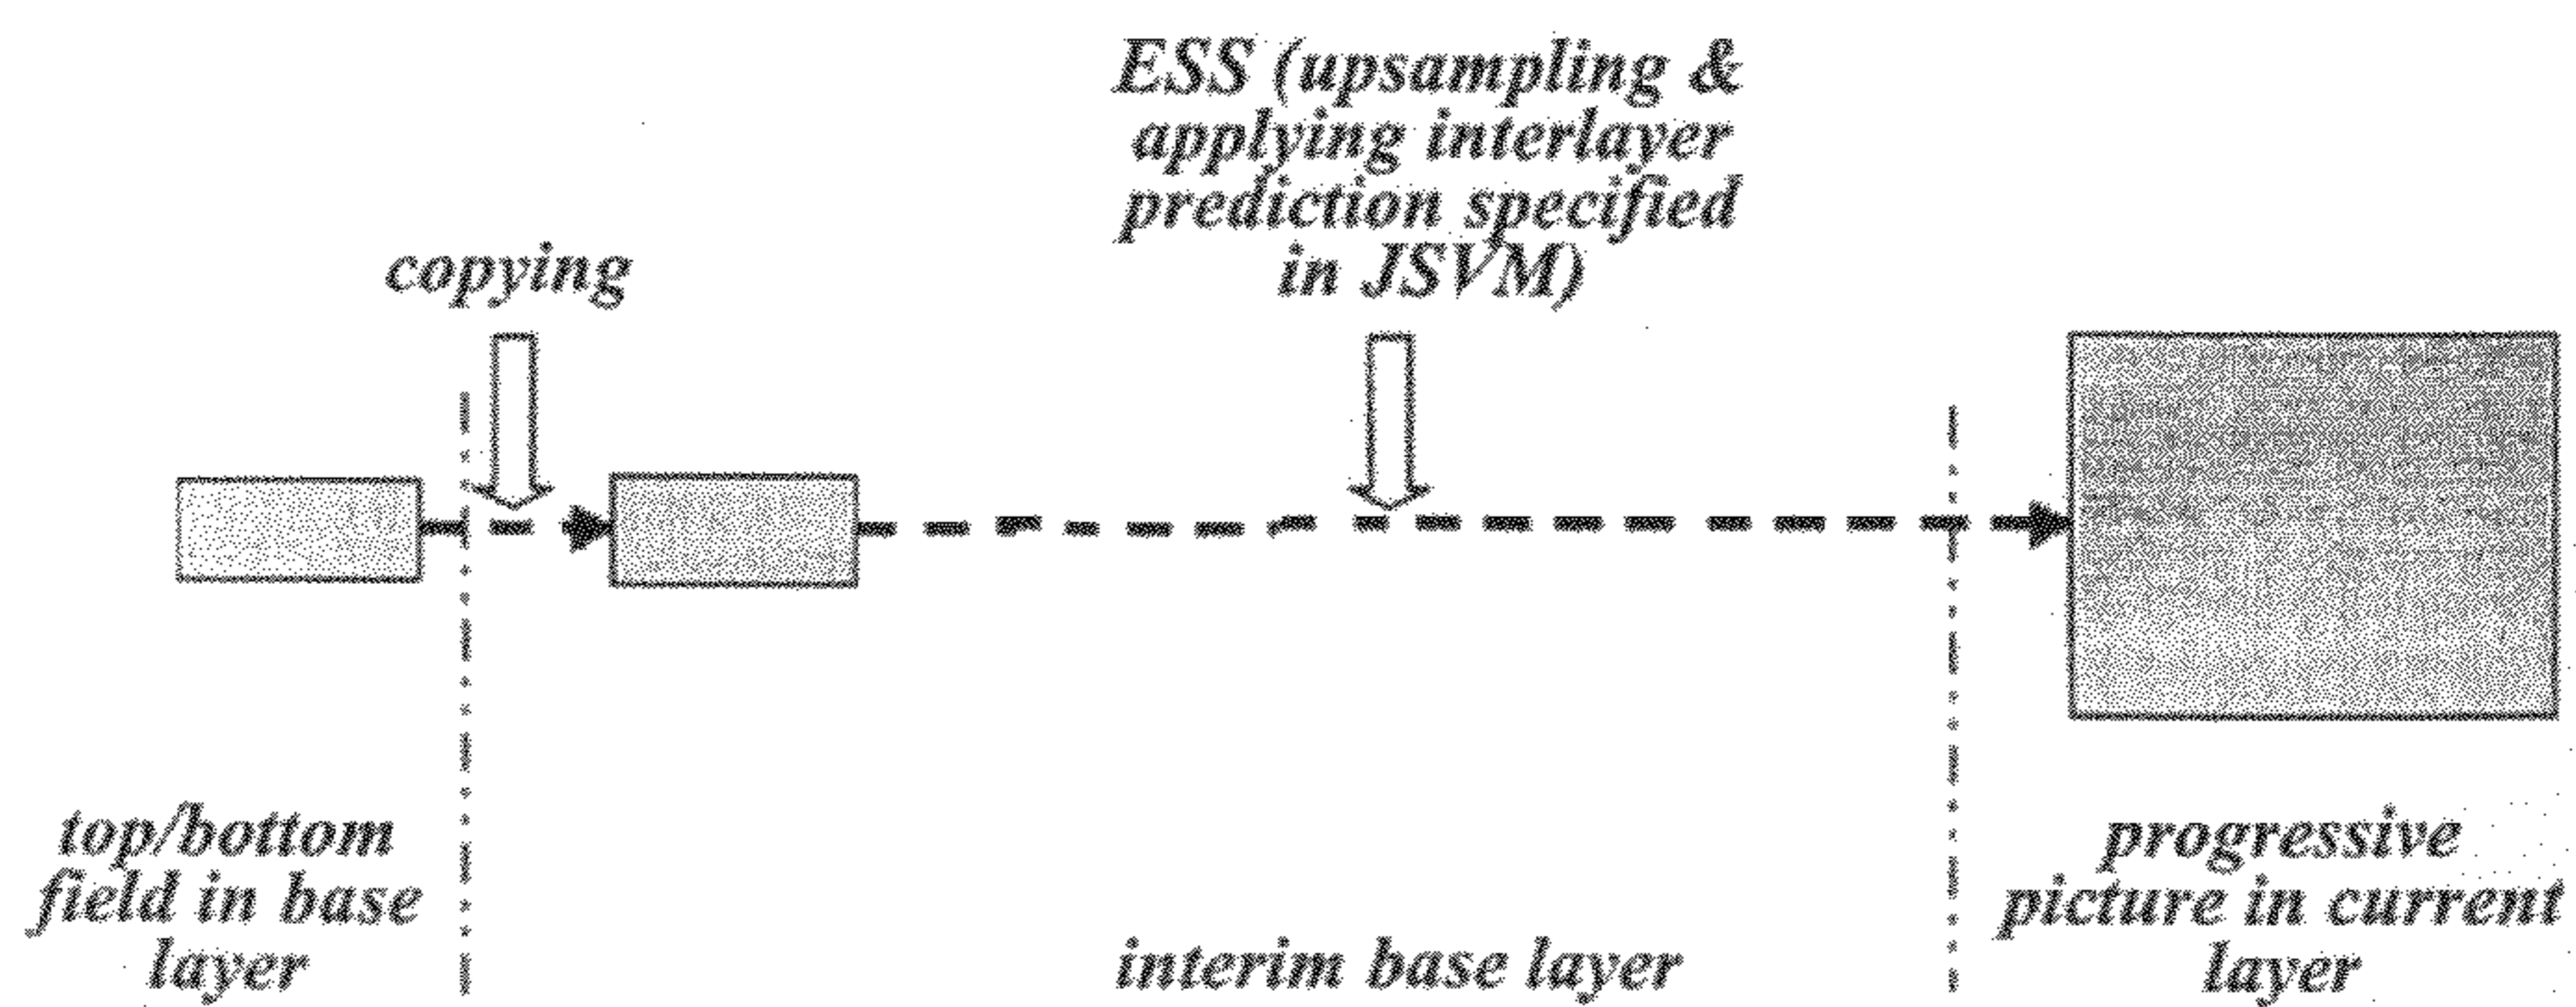 ESS (upsampling &
applying interlayer
prediction specified
in JSVM)
copying
top/bottom
field in base
layer
interim base layer
progressive
picture in current
layer